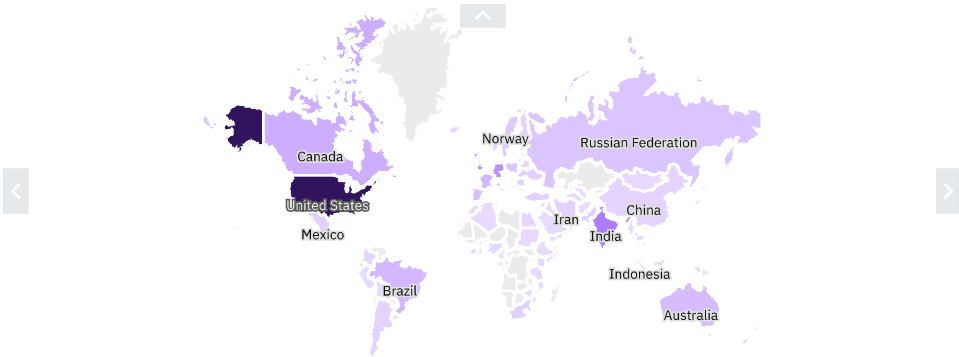 Norway
Russian Federation
Canada
United States
China
Iran
Mexico
India
Indonesia
Brazil
Australia